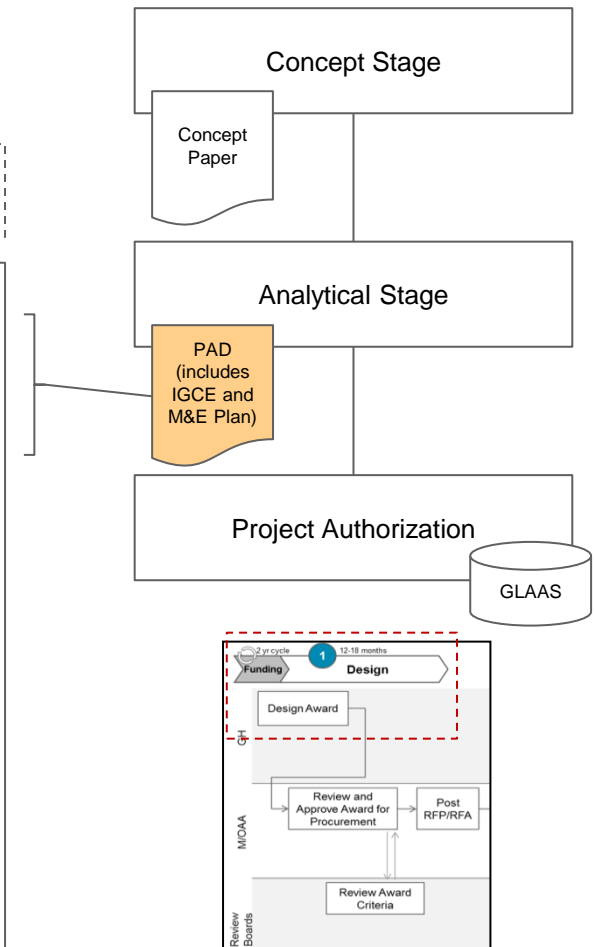 Concept Stage
Concept
Paper
Analytical Stage
PAD
(includes
IGCE and
M&E Plan)
Project Authorization
GLAAS
2 yr cycle
1
12-18 months
Funding
Design
GH
Design Award
M/OAA
Review and
Approve Award for
Procurement
Post
RFP/RFA
Review
Boards
Review Award
Criteria